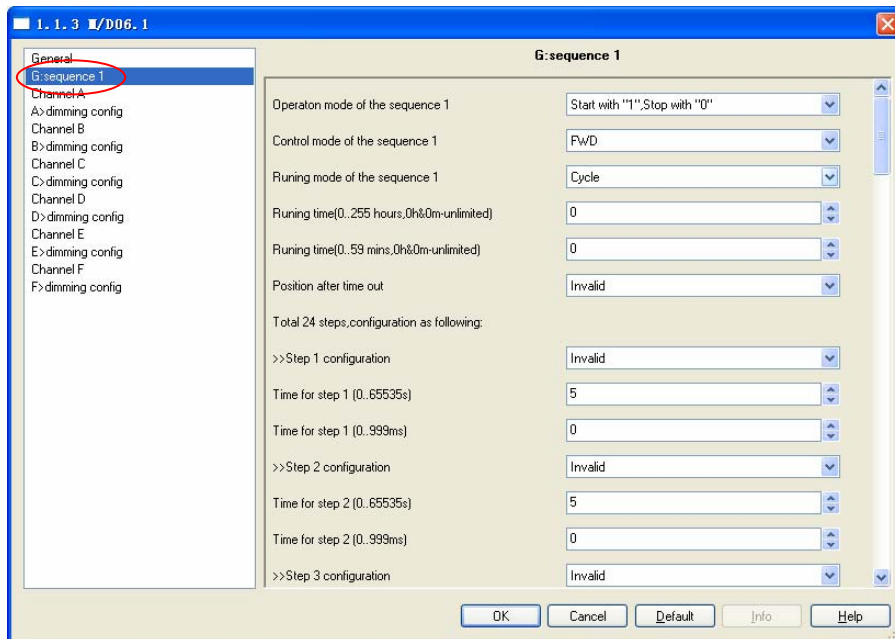 1.1.3 M/D06.1
General
G:sequence 1
Channel A
A>dimming config
Channel B
B>dimming config
Channel C
C>dimming config
Channel D
D>dimming config
Channel E
E>dimming config
Channel F
F>dimming config
G:sequence 1
Operaton mode of the sequence 1 Start with "1",Stop with "0"
Control mode of the sequence 1 FWD
Runing mode of the sequence 1 Cycle
Runing time(0..255 hours,0h&0m-unlimited) 0
Runing time(0..59 mins,0h&0m-unlimited) 0
Position after time out Invalid
Total 24 steps,configuration as following:
>>Step 1 configuration Invalid
Time for step 1 (0..65535s) 5
Time for step 1 (0..999ms) 0
>>Step 2 configuration Invalid
Time for step 2 (0..65535s) 5
Time for step 2 (0..999ms) 0
>>Step 3 configuration Invalid
OK Cancel Default Info Help